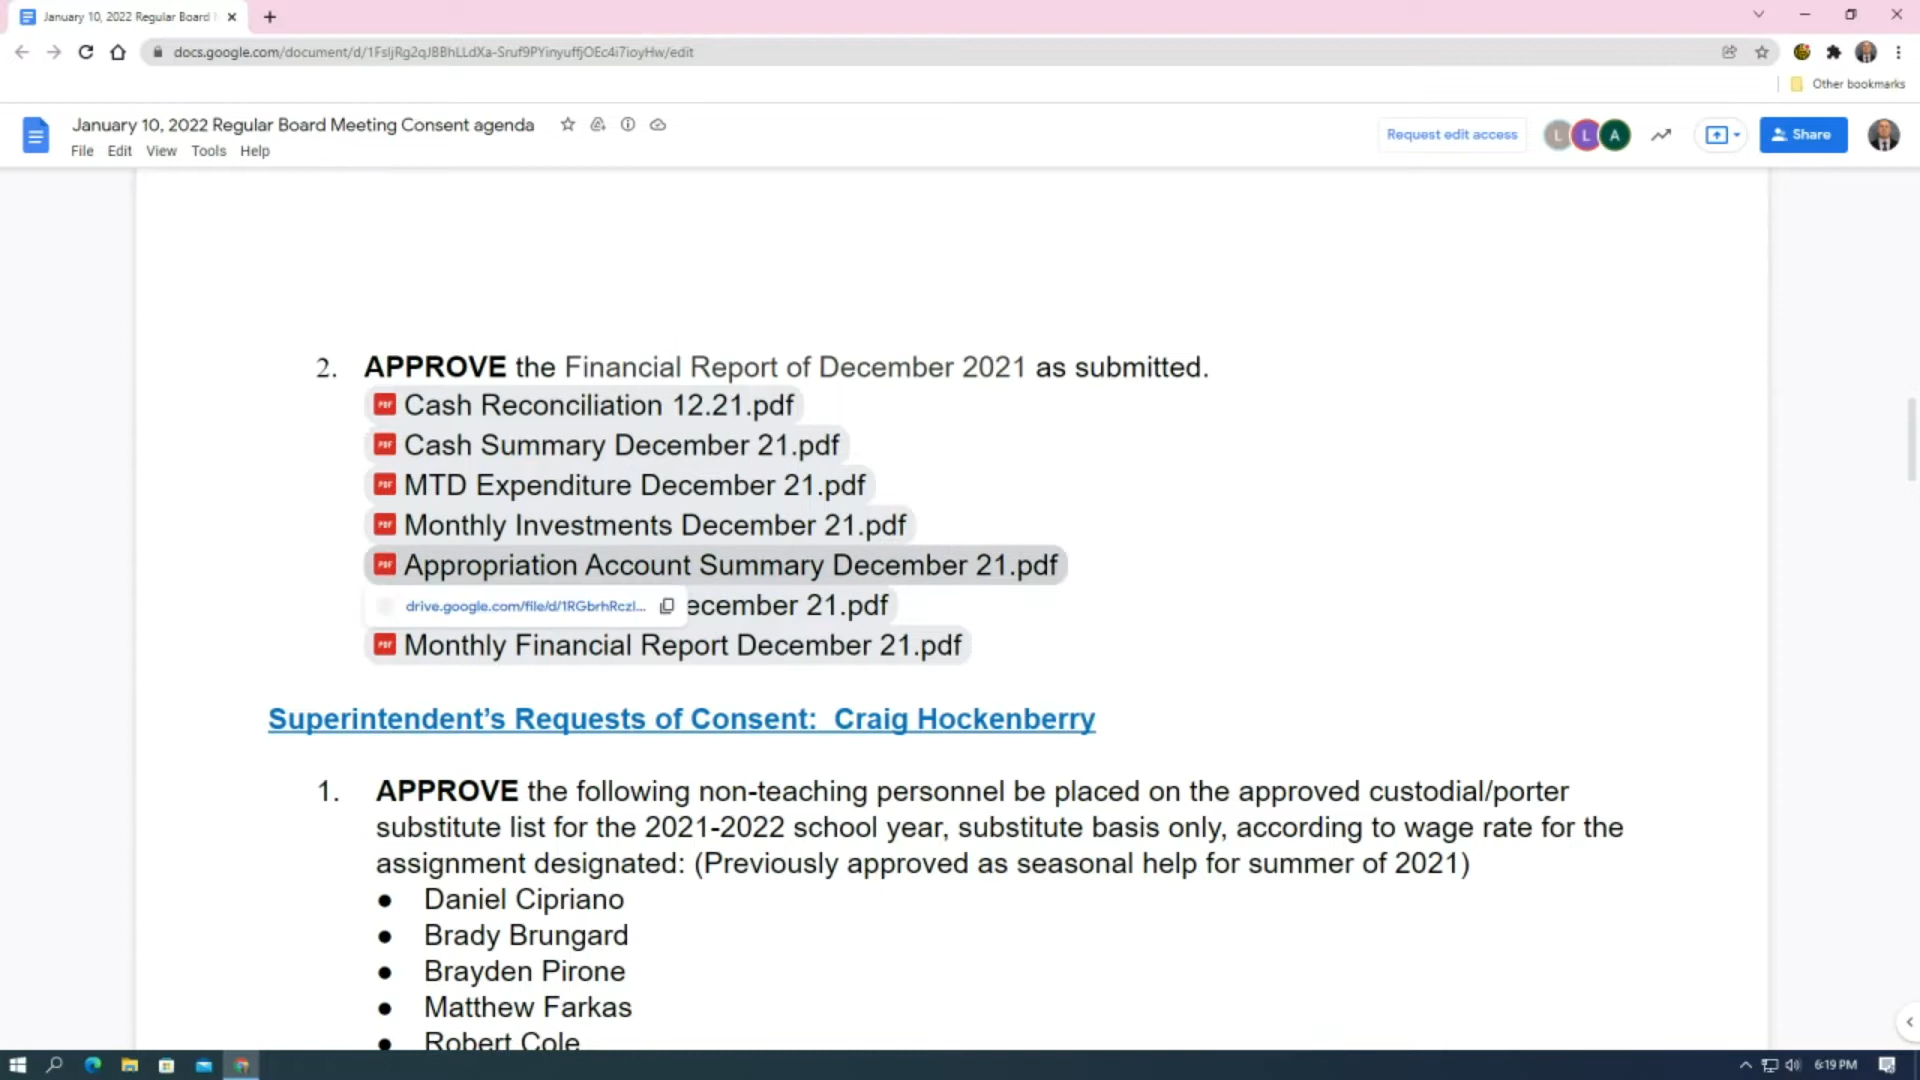 January 10, 2022 Regular Board
docs.google.com/document/d/1FsljRg2qJBBhLLdXa-Sruf9PYinyuffjOEc4i7ioyHw/edit
Other bookmarks
January 10, 2022 Regular Board Meeting Consent agenda
File Edit View Tools Help
Request edit access
L L A
Share
2. APPROVE the Financial Report of December 2021 as submitted.
PDF Cash Reconciliation 12.21.pdf
PDF Cash Summary December 21.pdf
PDF MTD Expenditure December 21.pdf
PDF Monthly Investments December 21.pdf
PDF Appropriation Account Summary December 21.pdf
drive.google.com/file/d/1RGbrhRczl... ecember 21.pdf
PDF Monthly Financial Report December 21.pdf
Superintendent’s Requests of Consent: Craig Hockenberry
1. APPROVE the following non-teaching personnel be placed on the approved custodial/porter
substitute list for the 2021-2022 school year, substitute basis only, according to wage rate for the
assignment designated: (Previously approved as seasonal help for summer of 2021)
● Daniel Cipriano
● Brady Brungard
● Brayden Pirone
● Matthew Farkas
● Robert Cole
6:19 PM